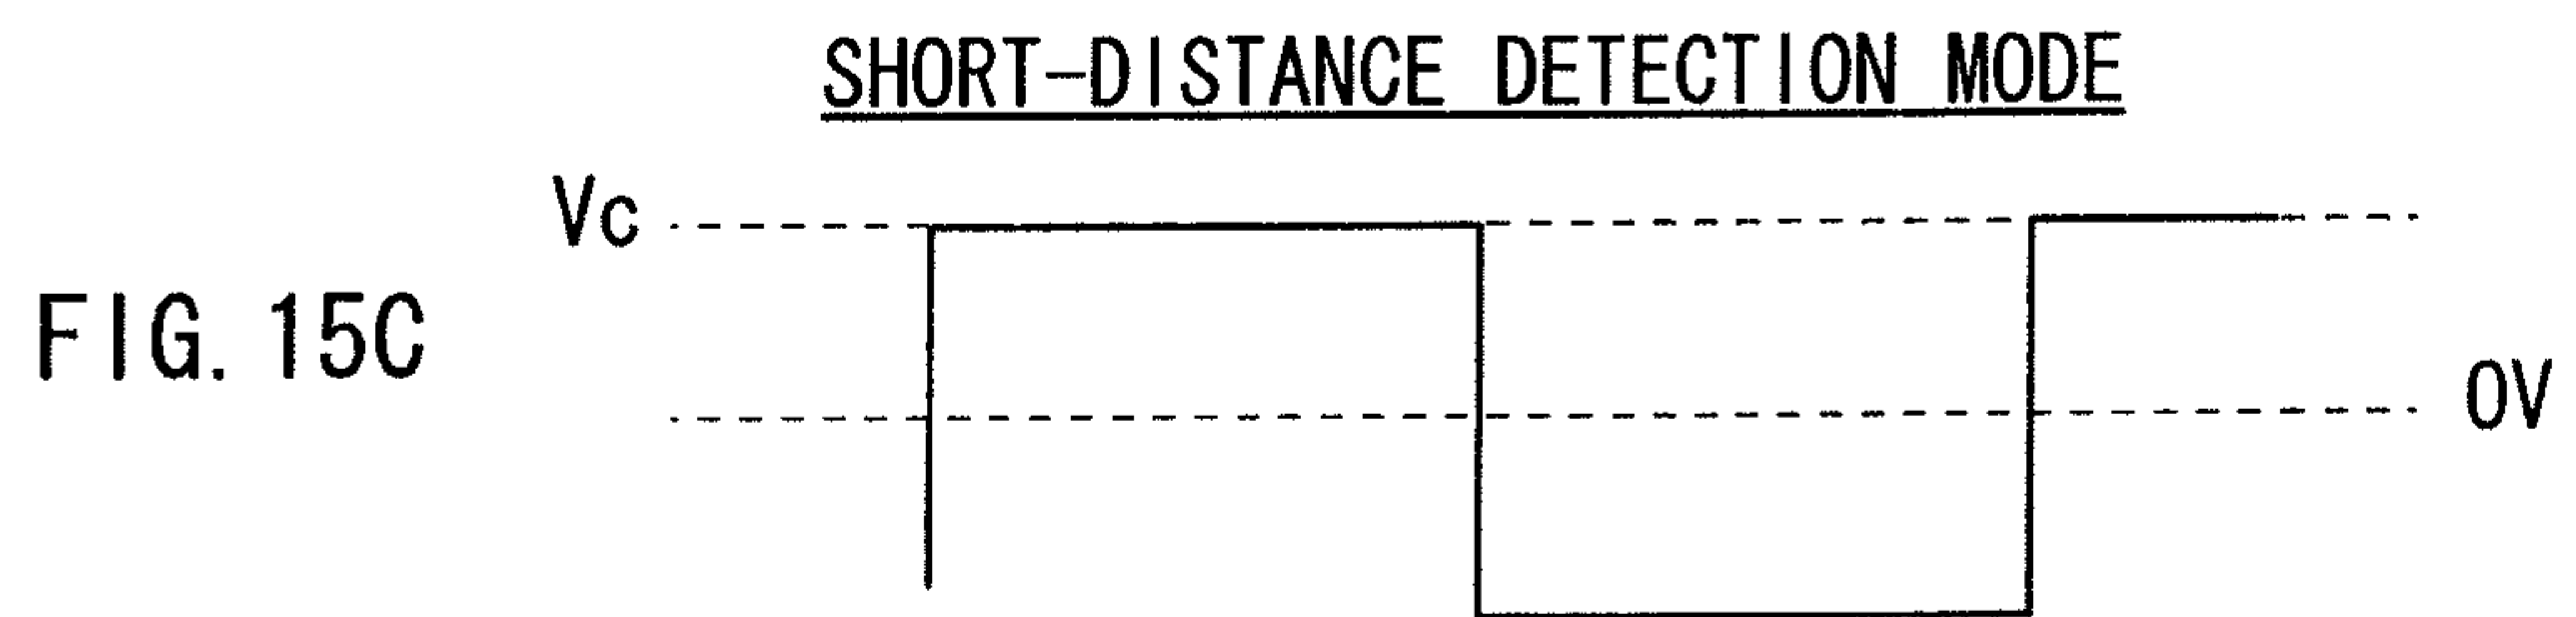 SHORT-DISTANCE DETECTION MODE
Vc
FIG. 15C
0V